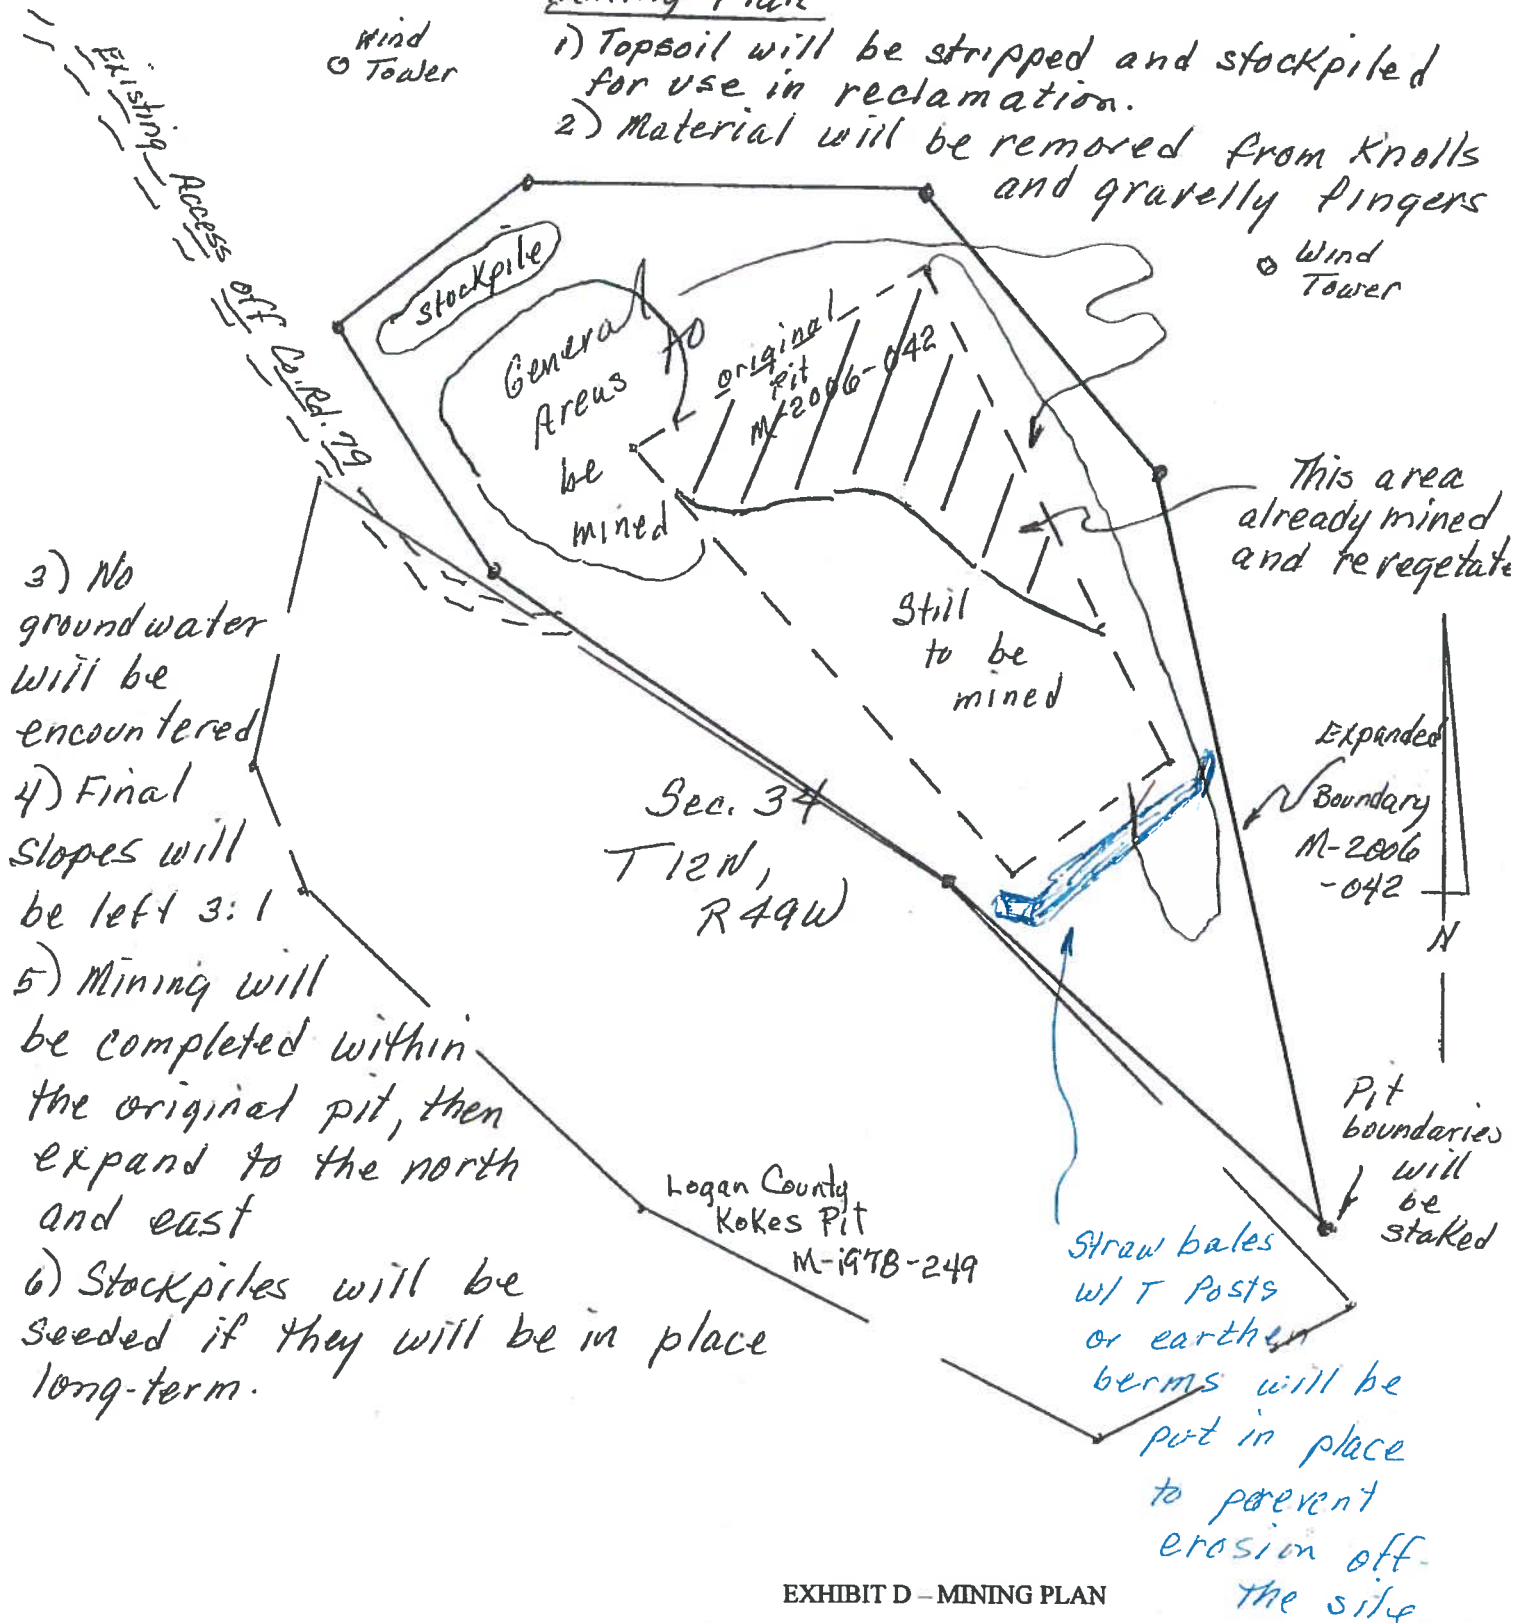 Mining Plan
1) Topsoil will be stripped and stockpiled
for use in reclamation.
2) Material will be removed from Knolls
and gravelly fingers
Wind
Tower
Existing Access off Co. Rd. 79
Wind
Tower
stockpile
General
Areas
to
be
mined
original
Pit
M-2006-042
This area
already mined
and revegetate
Still
to be
mined
Expanded
Boundary
M-2006
-042
N
Sec. 34
T12N,
R49W
3) No
groundwater
will be
encountered
4) Final
slopes will
be left 3:1
5) Mining will
be completed within
the original pit, then
expand to the north
and east
6) Stockpiles will be
seeded if they will be in place
long-term.
Logan County
Kokes Pit
M-1978-249
Pit
boundaries
will
be
staked
Straw bales
w/ T Posts
or earthen
berms will be
put in place
to perevent
erosion off
the site
EXHIBIT D – MINING PLAN